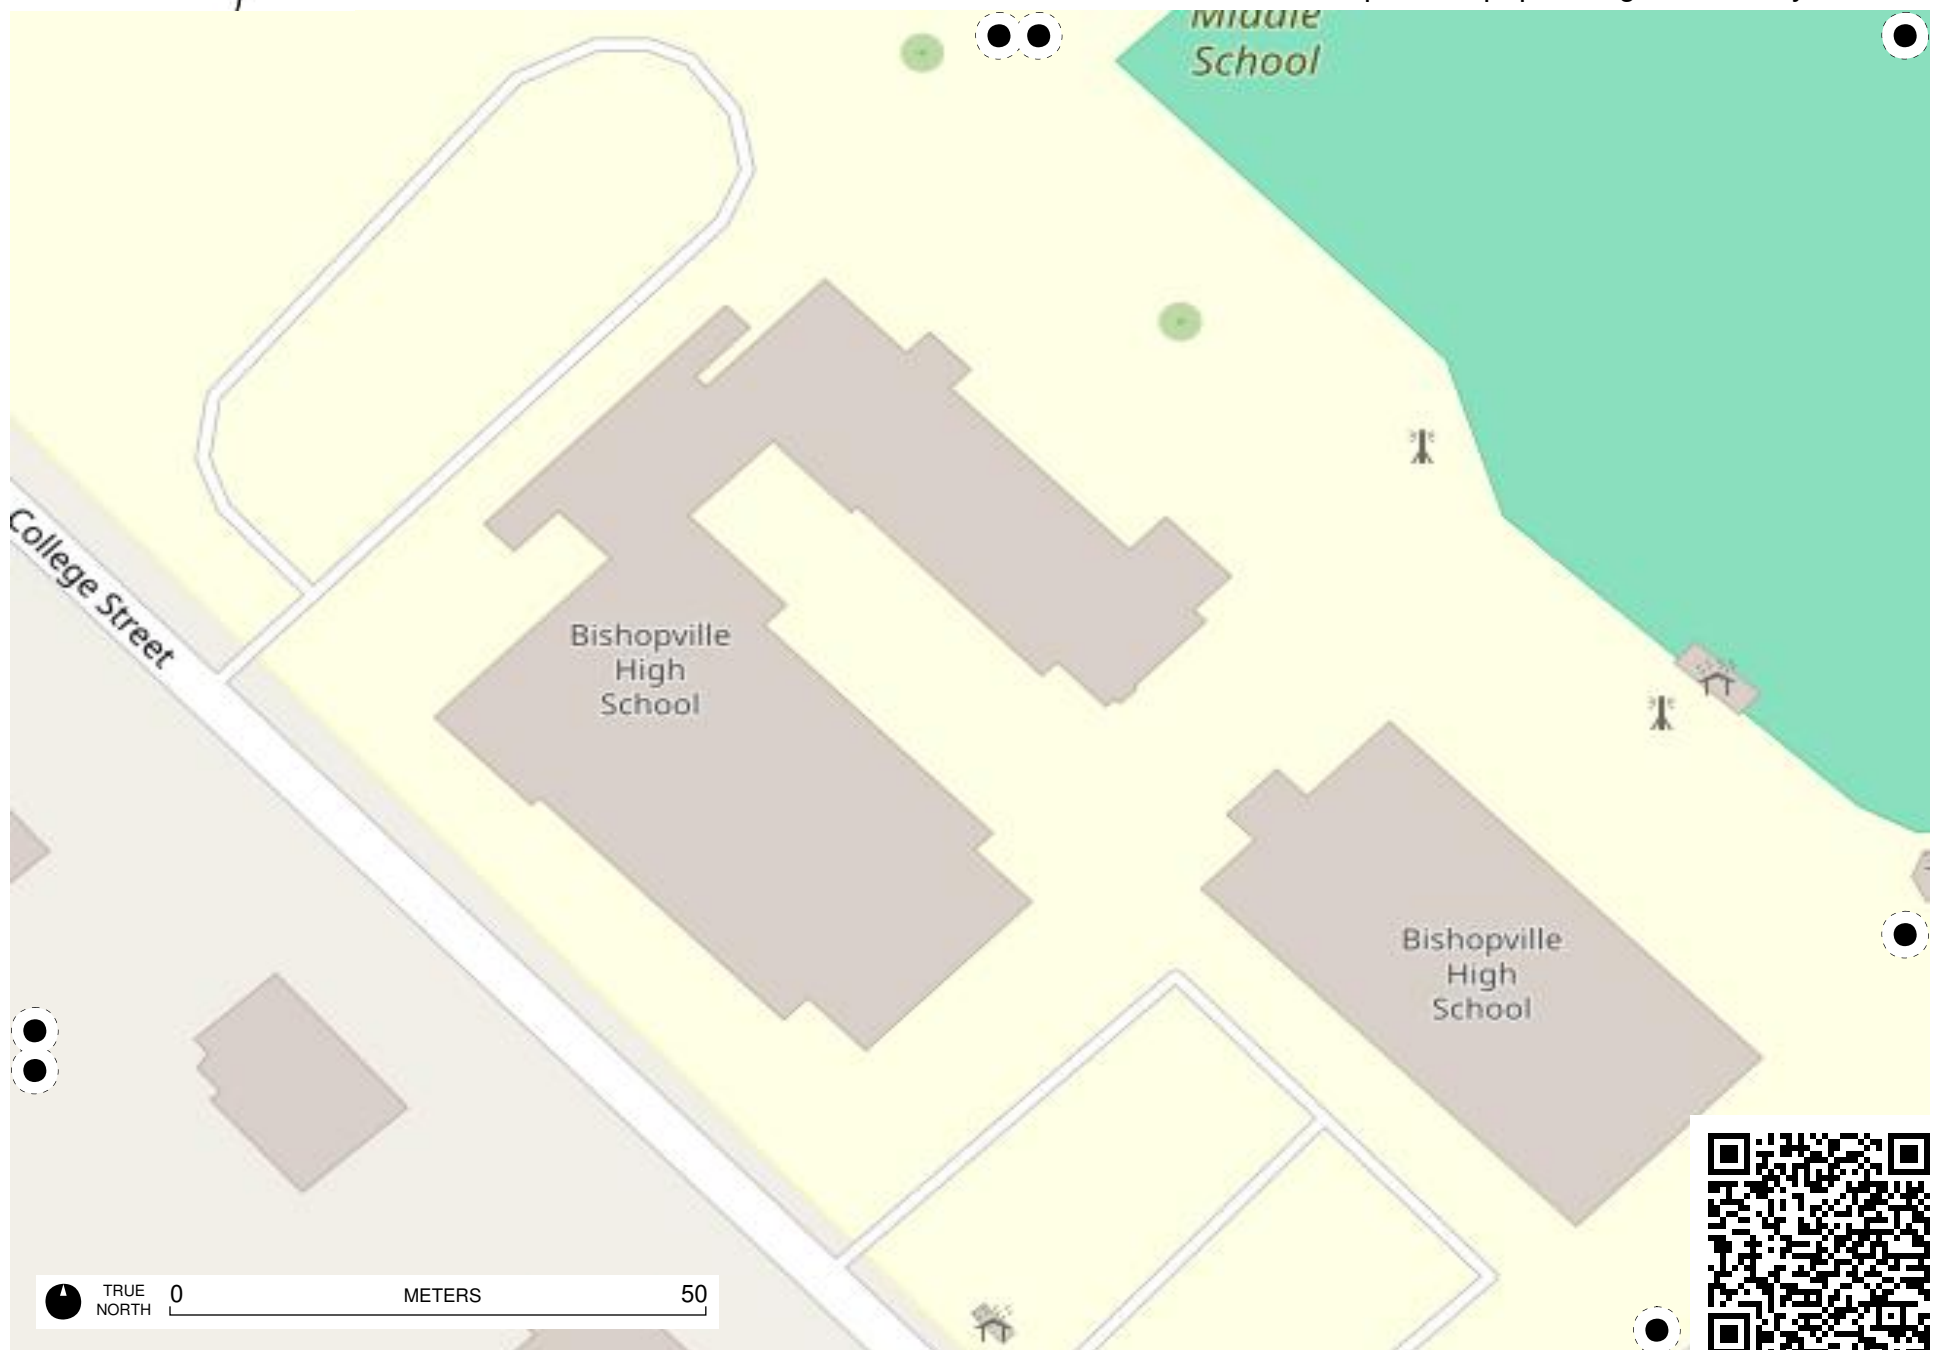 Middle
School
College Street
Bishopville
High
School
Bishopville
High
School
TRUE
NORTH
0 METERS 50